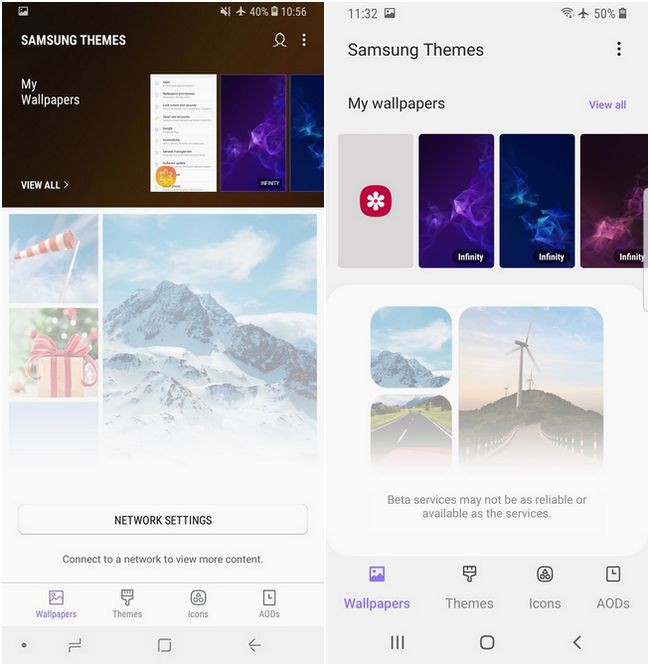 40% 10:56
SAMSUNG THEMES
My
Wallpapers
INFINITY
VIEW ALL >
NETWORK SETTINGS
Connect to a network to view more content.
Wallpapers Themes Icons AODs
11:32 50%
Samsung Themes
My wallpapers View all
Infinity Infinity Infinity
Beta services may not be as reliable or
available as the services.
Wallpapers Themes Icons AODs